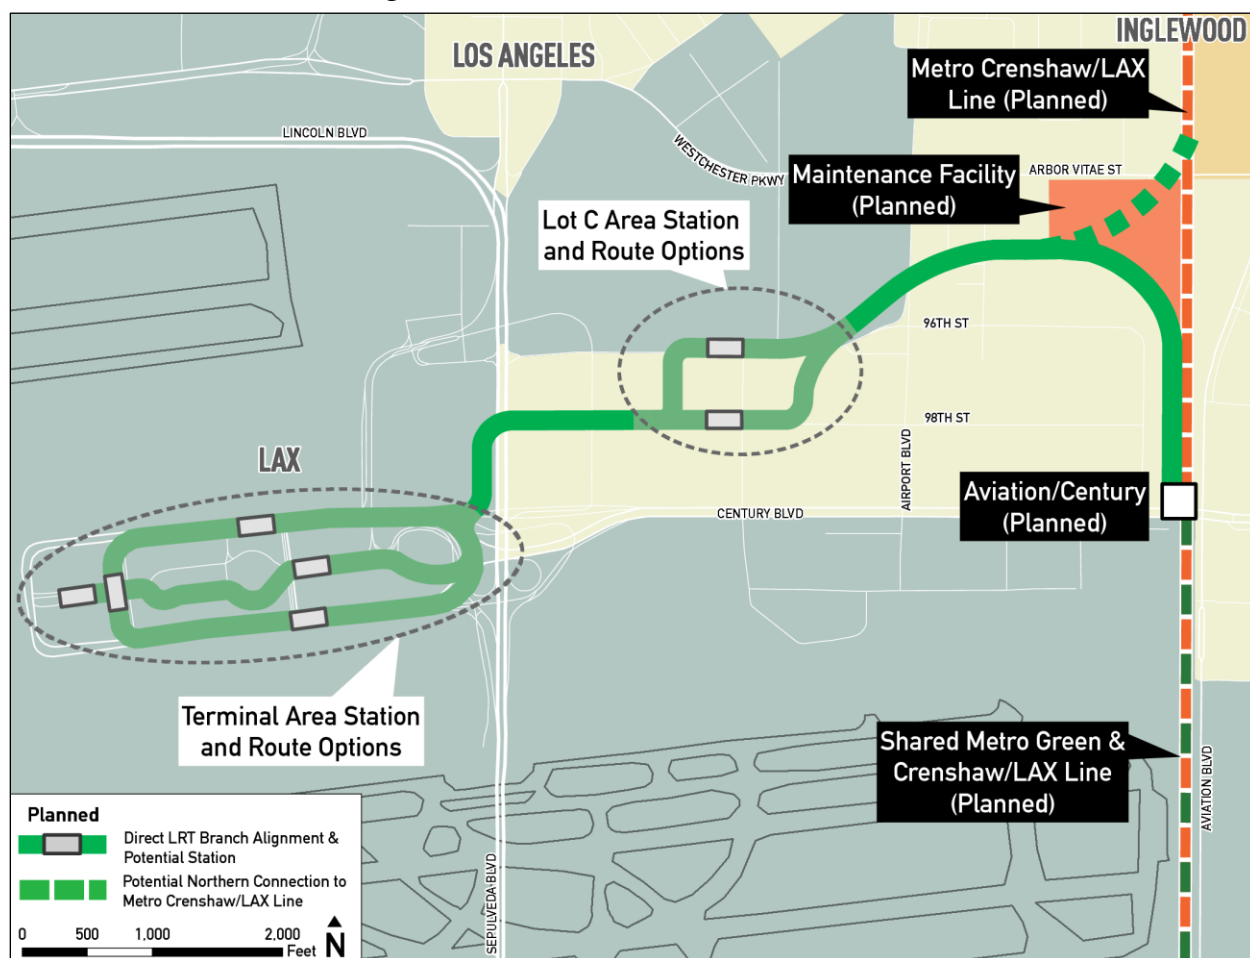 INGLEWOOD
LOS ANGELES
Metro Crenshaw/LAX
Line (Planned)
LINCOLN BLVD
WESTCHESTER PKWY
ARBOR VITAE ST
Maintenance Facility
(Planned)
Lot C Area Station
and Route Options
96TH ST
98TH ST
AIRPORT BLVD
LAX
Aviation/Century
(Planned)
CENTURY BLVD
Terminal Area Station
and Route Options
Shared Metro Green &
Crenshaw/LAX Line
(Planned)
AVIATION BLVD
SEPULVEDA BLVD
Planned
Direct LRT Branch Alignment &
Potential Station
Potential Northern Connection to
Metro Crenshaw/LAX Line
0 500 1,000 2,000
Feet N